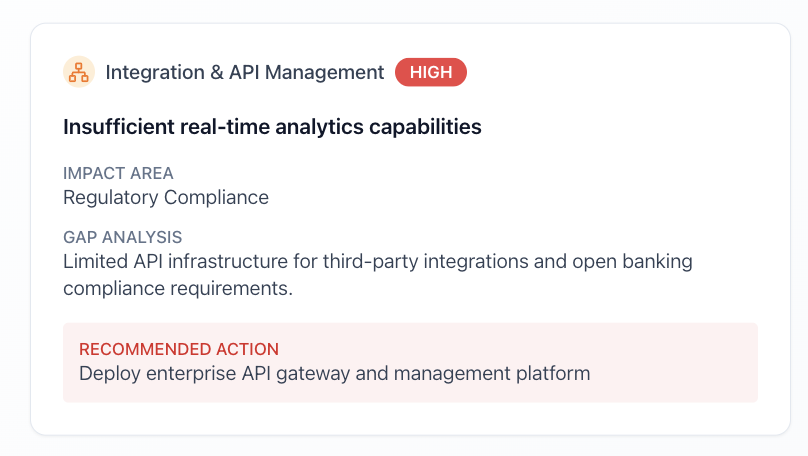 Integration & API Management HIGH
Insufficient real-time analytics capabilities
IMPACT AREA
Regulatory Compliance
GAP ANALYSIS
Limited API infrastructure for third-party integrations and open banking
compliance requirements.
RECOMMENDED ACTION
Deploy enterprise API gateway and management platform